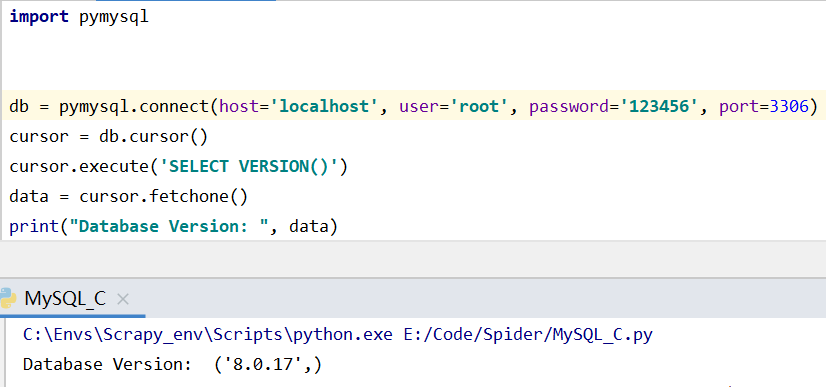 import pymysql
db = pymysql.connect(host='localhost', user='root', password='123456', port=3306)
cursor = db.cursor()
cursor.execute('SELECT VERSION()')
data = cursor.fetchone()
print("Database Version: ", data)
MySQL_C ×
C:\Envs\Scrapy_env\Scripts\python.exe E:/Code/Spider/MySQL_C.py
Database Version:  ('8.0.17',)